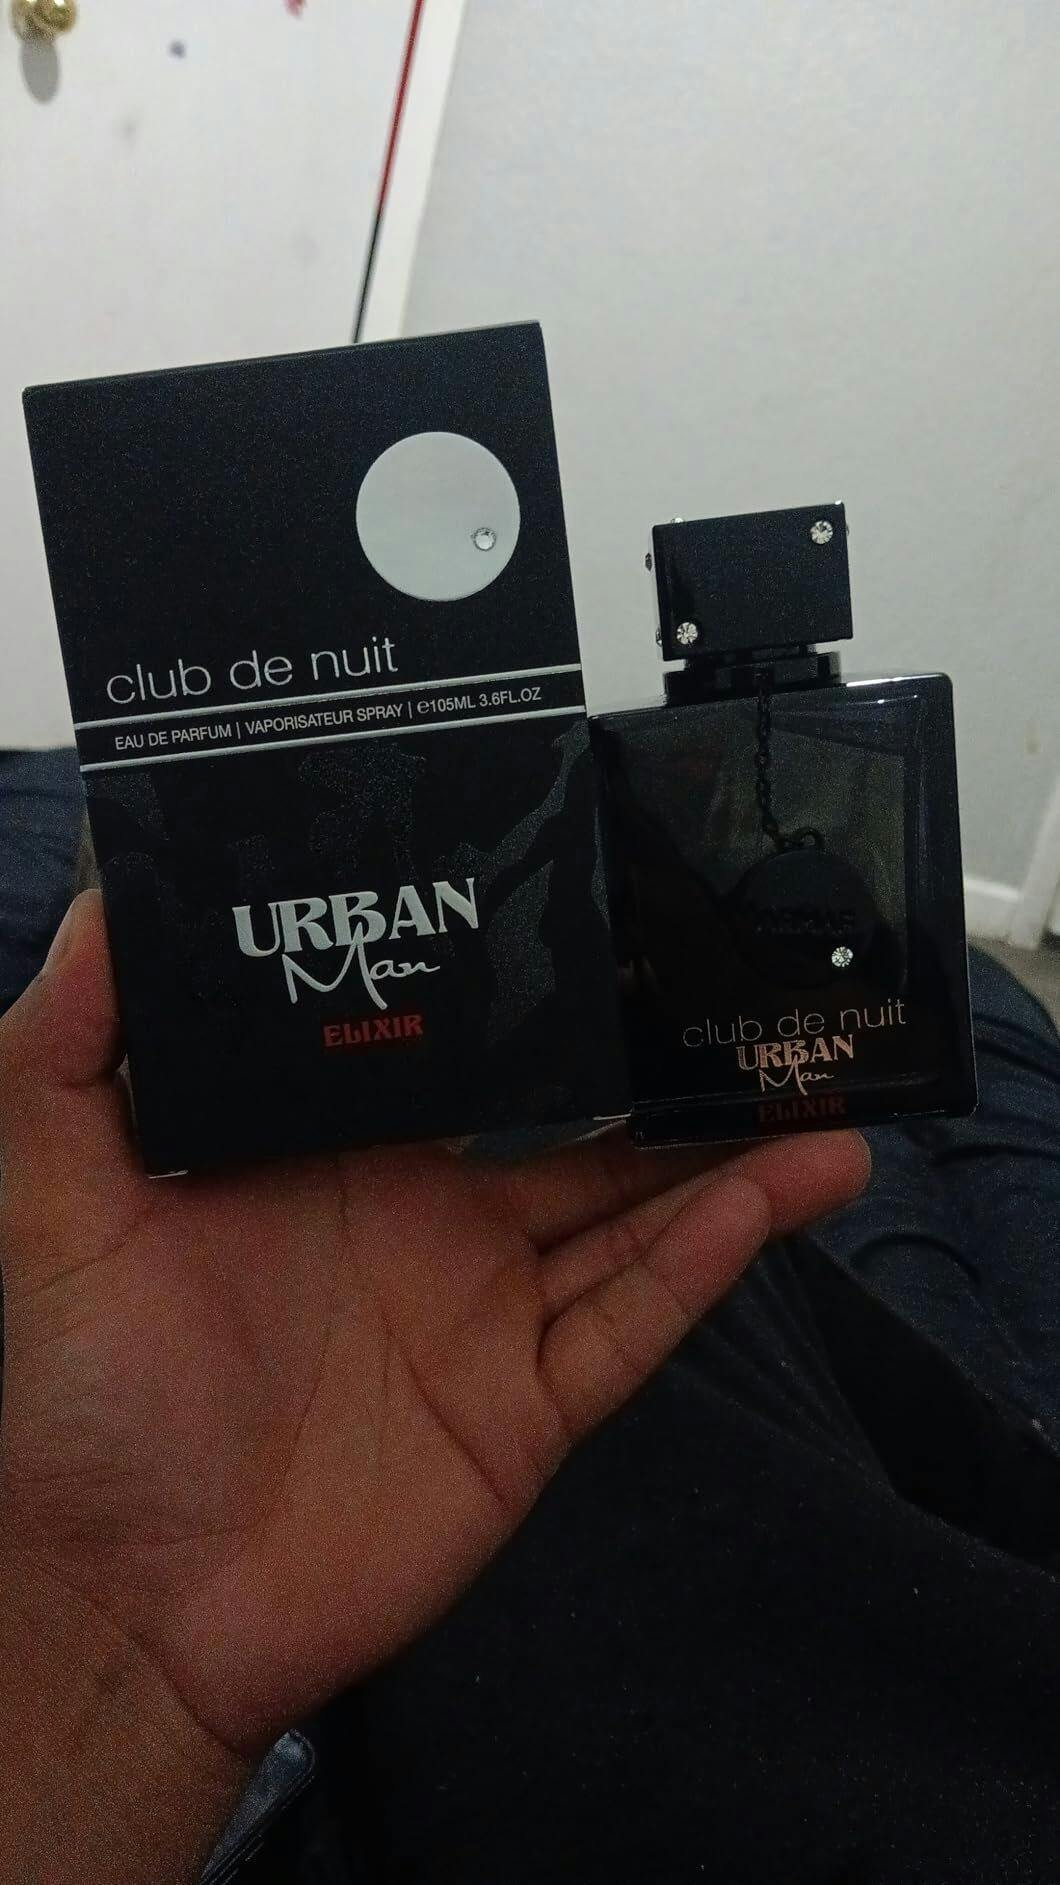 club de nuit
EAU DE PARFUM | VAPORISATEUR SPRAY | ℮105ML 3.6FL.OZ
URBAN
Man
ELIXIR
ARMAF
club de nuit
URBAN
Man
ELIXIR